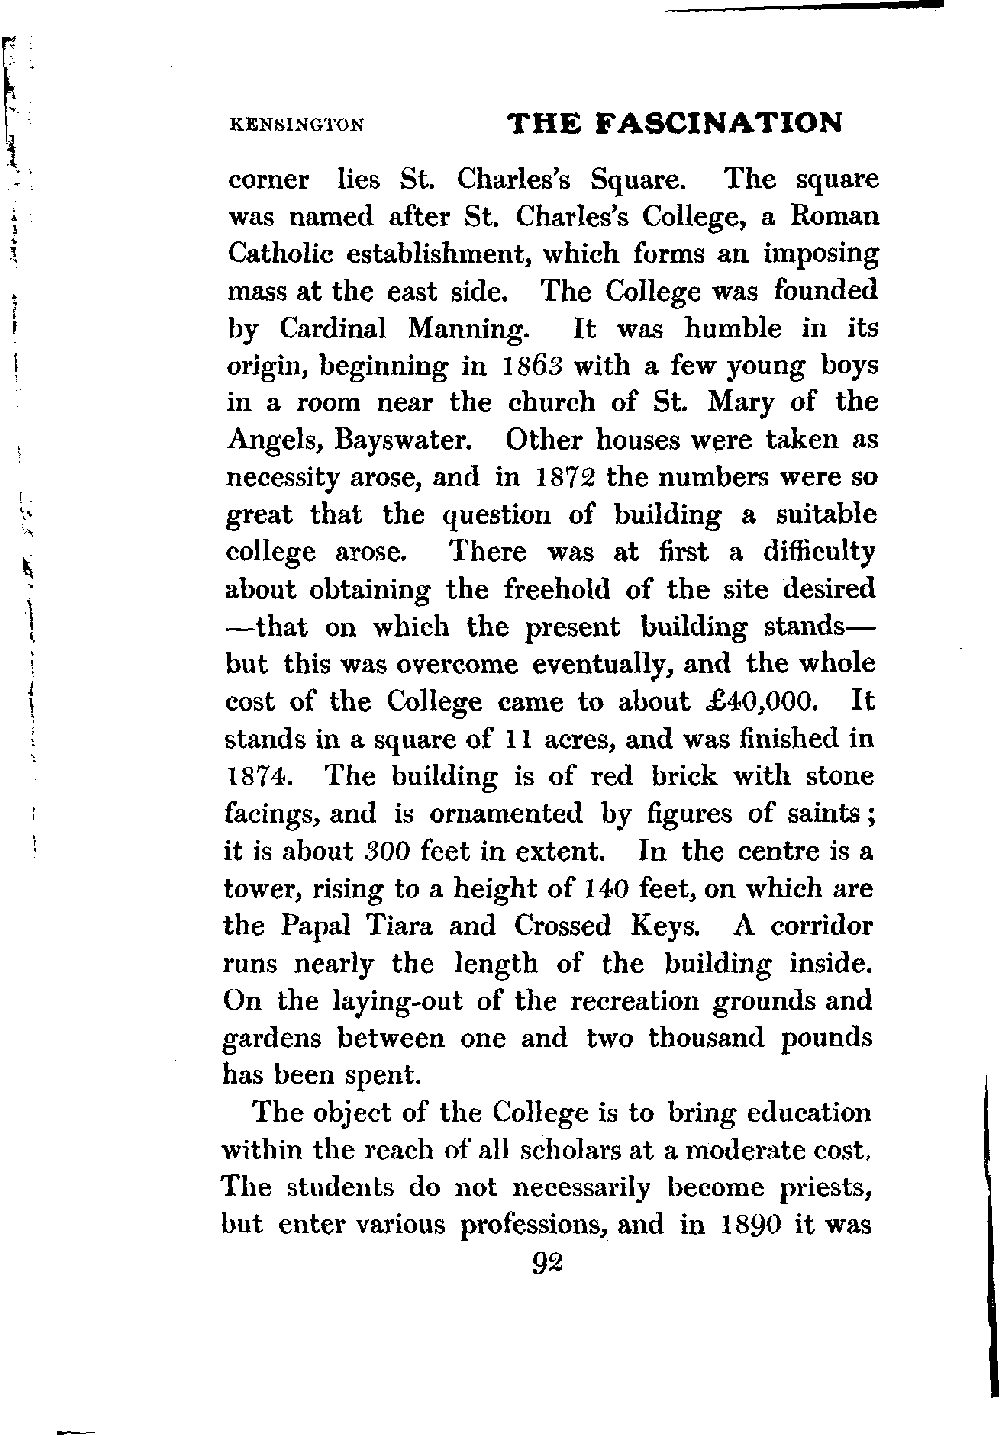 KENSINGTON THE FASCINATION
corner lies St. Charles's Square. The square
was named after St. Charles's College, a Roman
Catholic establishment, which forms an imposing
mass at the east side. The College was founded
by Cardinal Manning. It was humble in its
origin, beginning in 1863 with a few young boys
in a room near the church of St. Mary of the
Angels, Bayswater. Other houses were taken as
necessity arose, and in 1872 the numbers were so
great that the question of building a suitable
college arose. There was at first a difficulty
about obtaining the freehold of the site desired
—that on which the present building stands—
but this was overcome eventually, and the whole
cost of the College came to about £40,000. It
stands in a square of 11 acres, and was finished in
1874. The building is of red brick with stone
facings, and is ornamented by figures of saints;
it is about 300 feet in extent. In the centre is a
tower, rising to a height of 140 feet, on which are
the Papal Tiara and Crossed Keys. A corridor
runs nearly the length of the building inside.
On the laying-out of the recreation grounds and
gardens between one and two thousand pounds
has been spent.
The object of the College is to bring education
within the reach of all scholars at a moderate cost.
The students do not necessarily become priests,
but enter various professions, and in 1890 it was
92